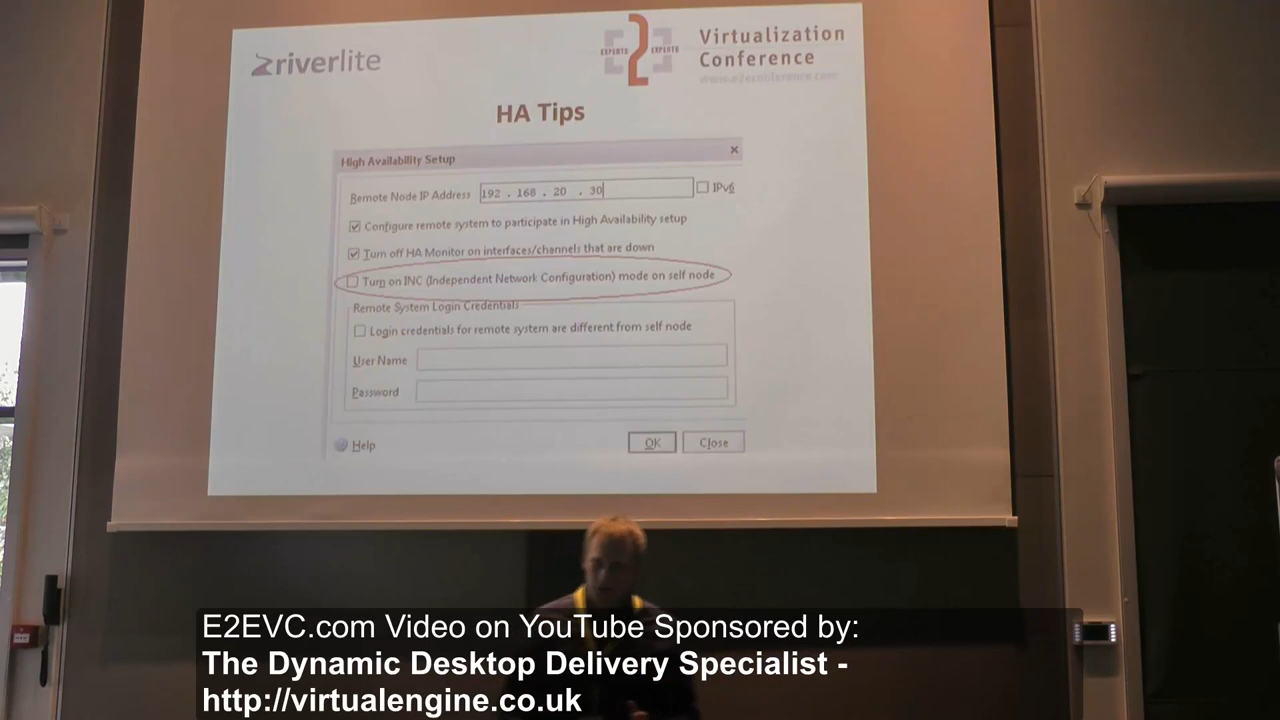 riverlite
EXPERTS 2 EXPERTS
Virtualization
Conference
www.e2econference.com
HA Tips
High Availability Setup
Remote Node IP Address 192 . 168 . 20 . 30 IPv6
Configure remote system to participate in High Availability setup
Turn off HA Monitor on interfaces/channels that are down
Turn on INC (Independent Network Configuration) mode on self node
Remote System Login Credentials
Login credentials for remote system are different from self node
User Name
Password
Help OK Close
E2EVC.com Video on YouTube Sponsored by:
The Dynamic Desktop Delivery Specialist -
http://virtualengine.co.uk